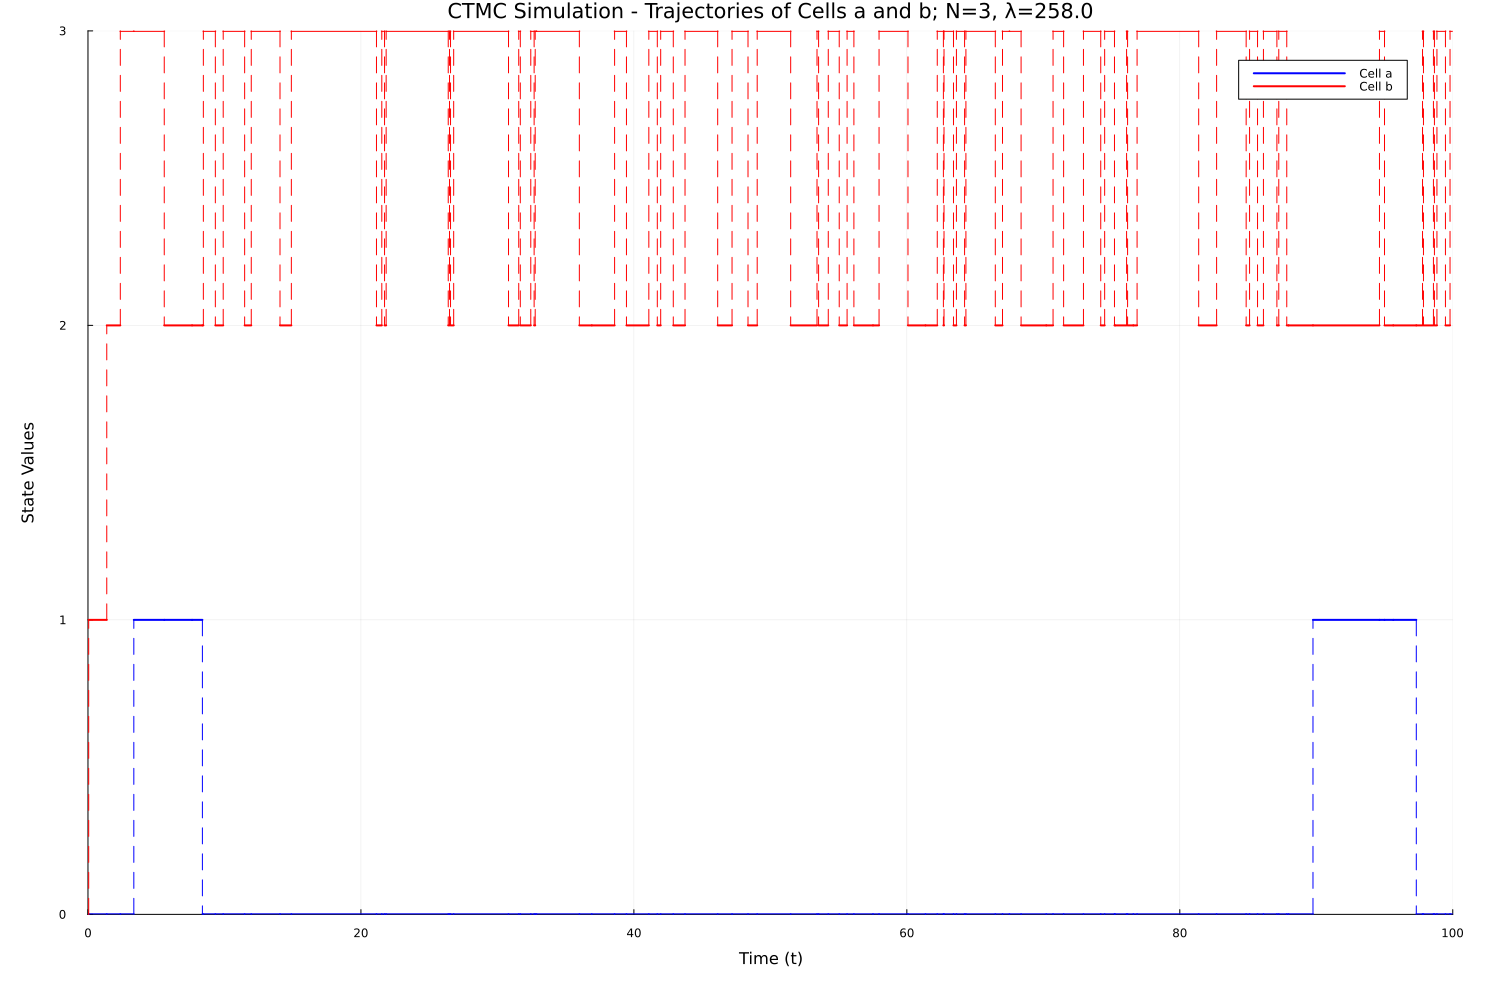 CTMC Simulation - Trajectories of Cells a and b; N=3, λ=258.0
3
Cell a
Cell b
2
State Values
1
0
0 20 40 60 80 100
Time (t)